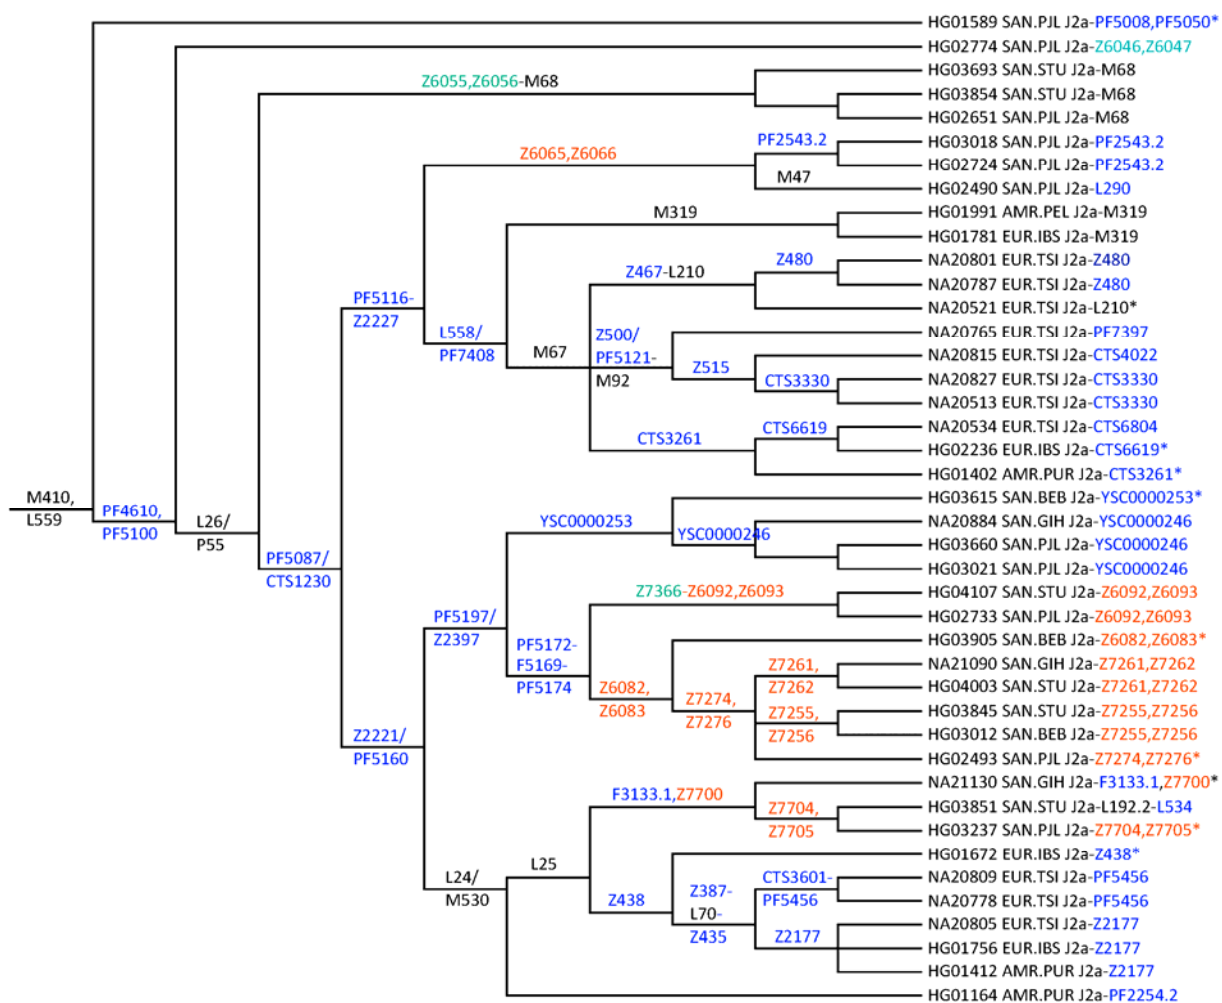 HG01589 SAN.PJL J2a-PF5008,PF5050*
HG02774 SAN.PJL J2a-Z6046,Z6047
HG03693 SAN.STU J2a-M68
Z6055,Z6056-M68
HG03854 SAN.STU J2a-M68
HG02651 SAN.PJL J2a-M68
PF2543.2
HG03018 SAN.PJL J2a-PF2543.2
Z6065,Z6066
HG02724 SAN.PJL J2a-PF2543.2
M47
HG02490 SAN.PJL J2a-L290
M319
HG01991 AMR.PEL J2a-M319
HG01781 EUR.IBS J2a-M319
Z480
NA20801 EUR.TSI J2a-Z480
Z467-L210
NA20787 EUR.TSI J2a-Z480
PF5116-
Z2227
NA20521 EUR.TSI J2a-L210*
L558/
PF7408
Z500/
PF5121-
M92
NA20765 EUR.TSI J2a-PF7397
M67
NA20815 EUR.TSI J2a-CTS4022
Z515
CTS3330
NA20827 EUR.TSI J2a-CTS3330
NA20513 EUR.TSI J2a-CTS3330
CTS6619
NA20534 EUR.TSI J2a-CTS6804
CTS3261
HG02236 EUR.IBS J2a-CTS6619*
HG01402 AMR.PUR J2a-CTS3261*
M410,
L559
PF4610,
PF5100
L26/
P55
PF5087/
CTS1230
HG03615 SAN.BEB J2a-YSC0000253*
YSC0000253
NA20884 SAN.GIH J2a-YSC0000246
YSC0000246
HG03660 SAN.PJL J2a-YSC0000246
HG03021 SAN.PJL J2a-YSC0000246
Z7366-Z6092,Z6093
HG04107 SAN.STU J2a-Z6092,Z6093
PF5197/
Z2397
HG02733 SAN.PJL J2a-Z6092,Z6093
PF5172-
F5169-
PF5174
HG03905 SAN.BEB J2a-Z6082,Z6083*
Z7261,
Z7262
NA21090 SAN.GIH J2a-Z7261,Z7262
Z6082,
Z6083
HG04003 SAN.STU J2a-Z7261,Z7262
Z7274,
Z7276
Z7255,
Z7256
HG03845 SAN.STU J2a-Z7255,Z7256
Z2221/
PF5160
HG03012 SAN.BEB J2a-Z7255,Z7256
HG02493 SAN.PJL J2a-Z7274,Z7276*
NA21130 SAN.GIH J2a-F3133.1,Z7700*
F3133.1,Z7700
Z7704,
Z7705
HG03851 SAN.STU J2a-L192.2-L534
HG03237 SAN.PJL J2a-Z7704,Z7705*
L25
HG01672 EUR.IBS J2a-Z438*
L24/
M530
CTS3601-
PF5456
NA20809 EUR.TSI J2a-PF5456
Z438
Z387-
L70-
Z435
NA20778 EUR.TSI J2a-PF5456
NA20805 EUR.TSI J2a-Z2177
Z2177
HG01756 EUR.IBS J2a-Z2177
HG01412 AMR.PUR J2a-Z2177
HG01164 AMR.PUR J2a-PF2254.2